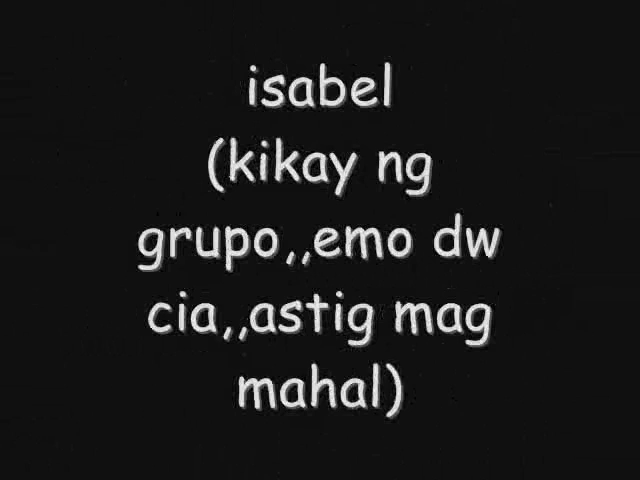 isabel
(kikay ng
grupo,,emo dw
cia,,astig mag
mahal)